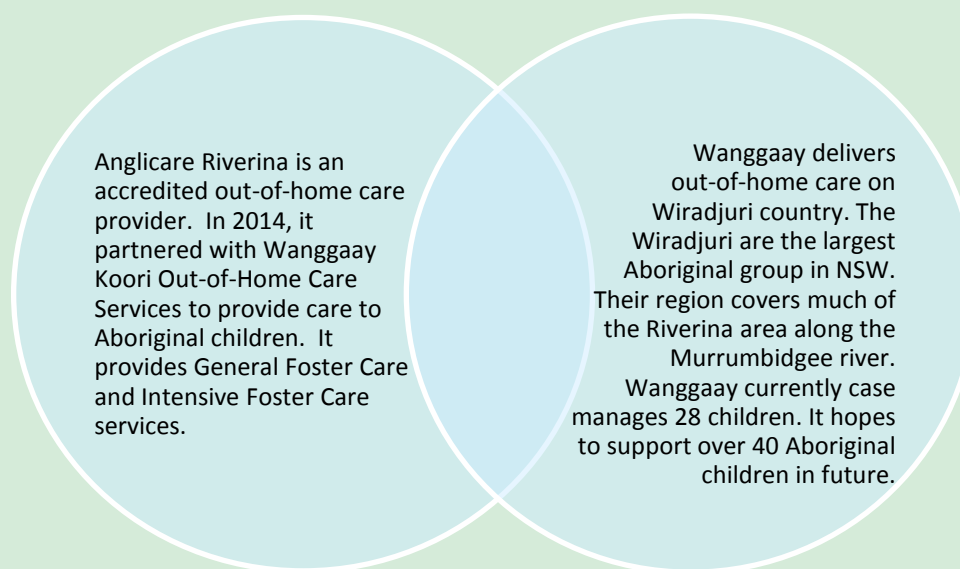 Anglicare Riverina is an
accredited out-of-home care
provider. In 2014, it
partnered with Wanggaay
Koori Out-of-Home Care
Services to provide care to
Aboriginal children. It
provides General Foster Care
and Intensive Foster Care
services.
Wanggaay delivers
out-of-home care on
Wiradjuri country. The
Wiradjuri are the largest
Aboriginal group in NSW.
Their region covers much of
the Riverina area along the
Murrumbidgee river.
Wanggaay currently case
manages 28 children. It hopes
to support over 40 Aboriginal
children in future.